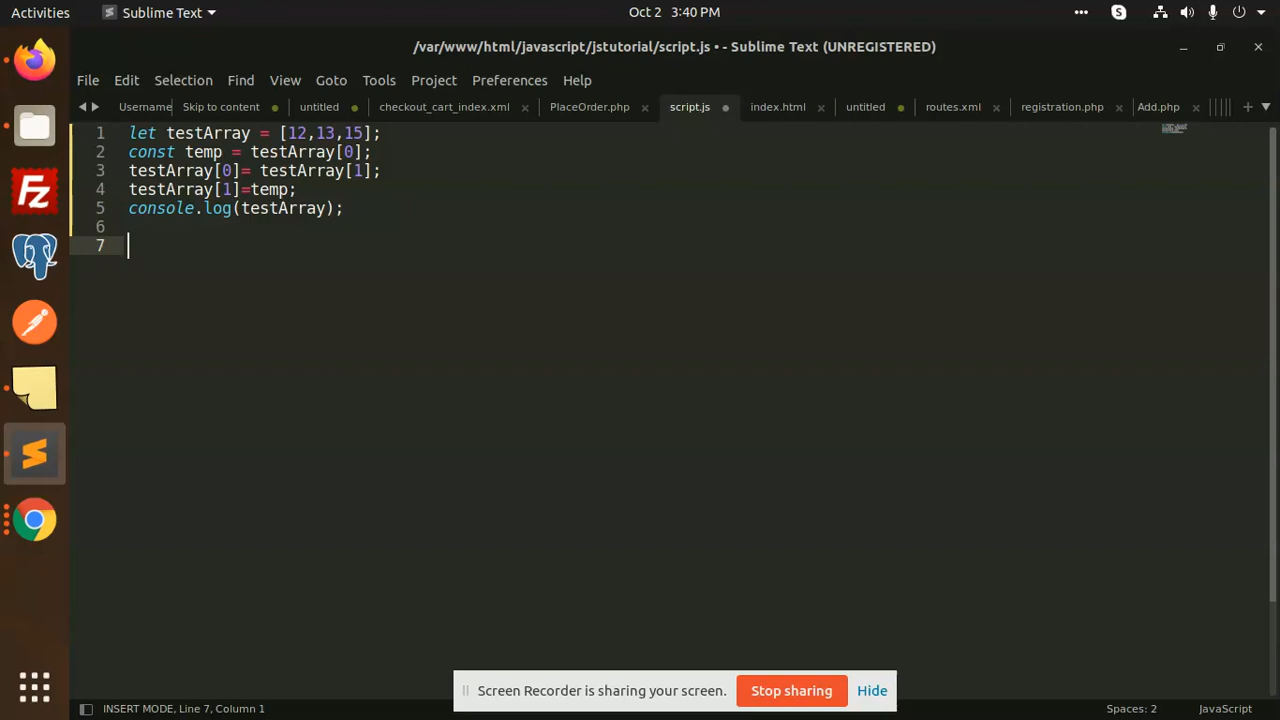 Activities Sublime Text Oct 2 3:40 PM
/var/www/html/javascript/jstutorial/script.js • - Sublime Text (UNREGISTERED)
File Edit Selection Find View Goto Tools Project Preferences Help
Username Skip to content untitled checkout_cart_index.xml PlaceOrder.php script.js index.html untitled routes.xml registration.php Add.php
1 let testArray = [12,13,15];
2 const temp = testArray[0];
3 testArray[0]= testArray[1];
4 testArray[1]=temp;
5 console.log(testArray);
6
7
Screen Recorder is sharing your screen. Stop sharing Hide
INSERT MODE, Line 7, Column 1 Spaces: 2 JavaScript